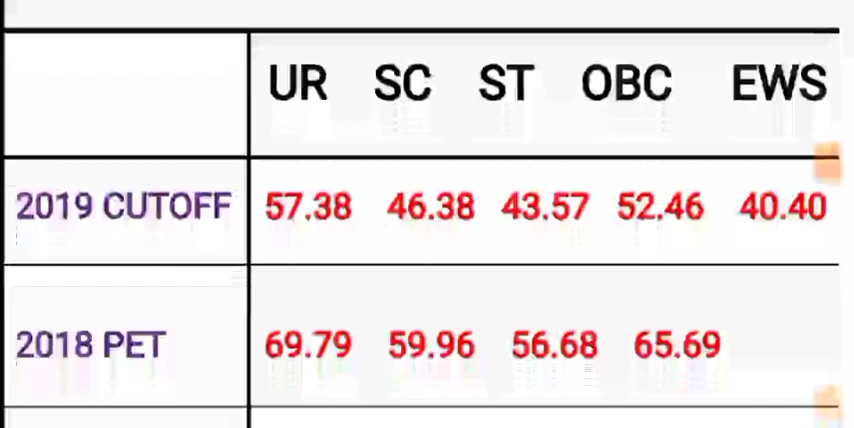 UR SC ST OBC EWS
2019 CUTOFF 57.38 46.38 43.57 52.46 40.40
2018 PET 69.79 59.96 56.68 65.69